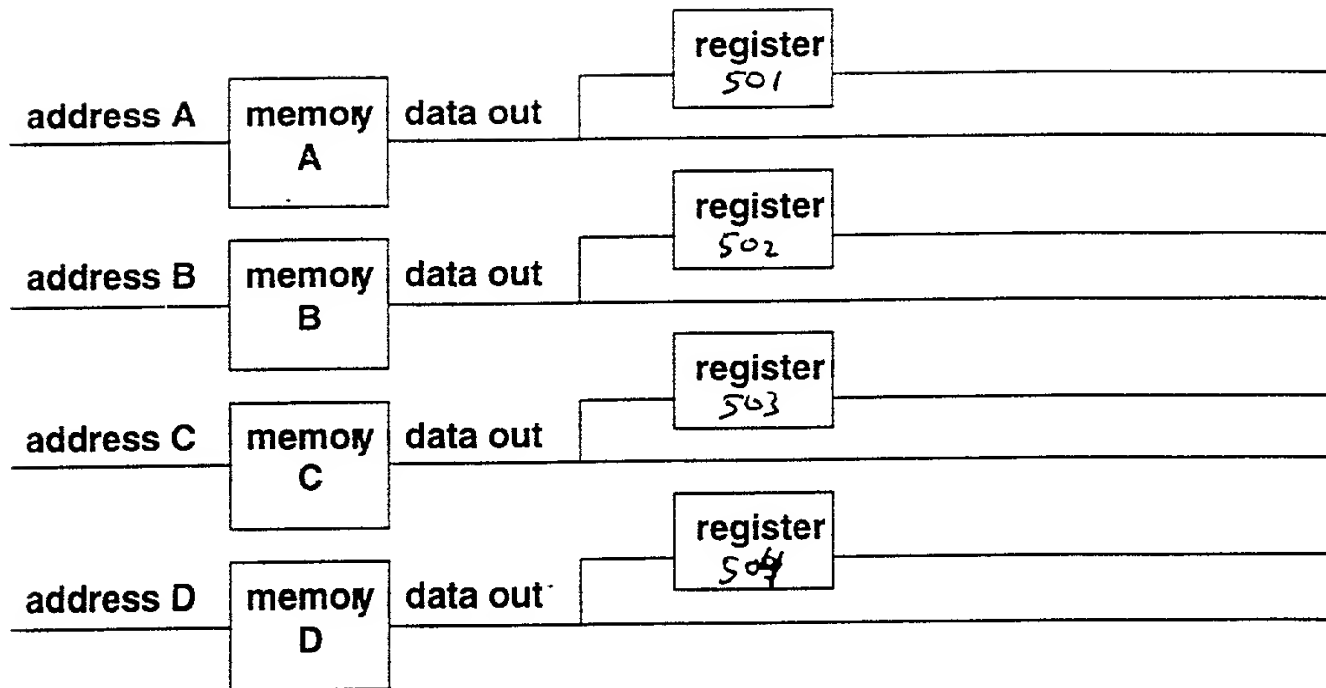 register
501
address A
memory
A
data out
register
502
address B
memory
B
data out
register
503
address C
memory
C
data out
register
504
address D
memory
D
data out